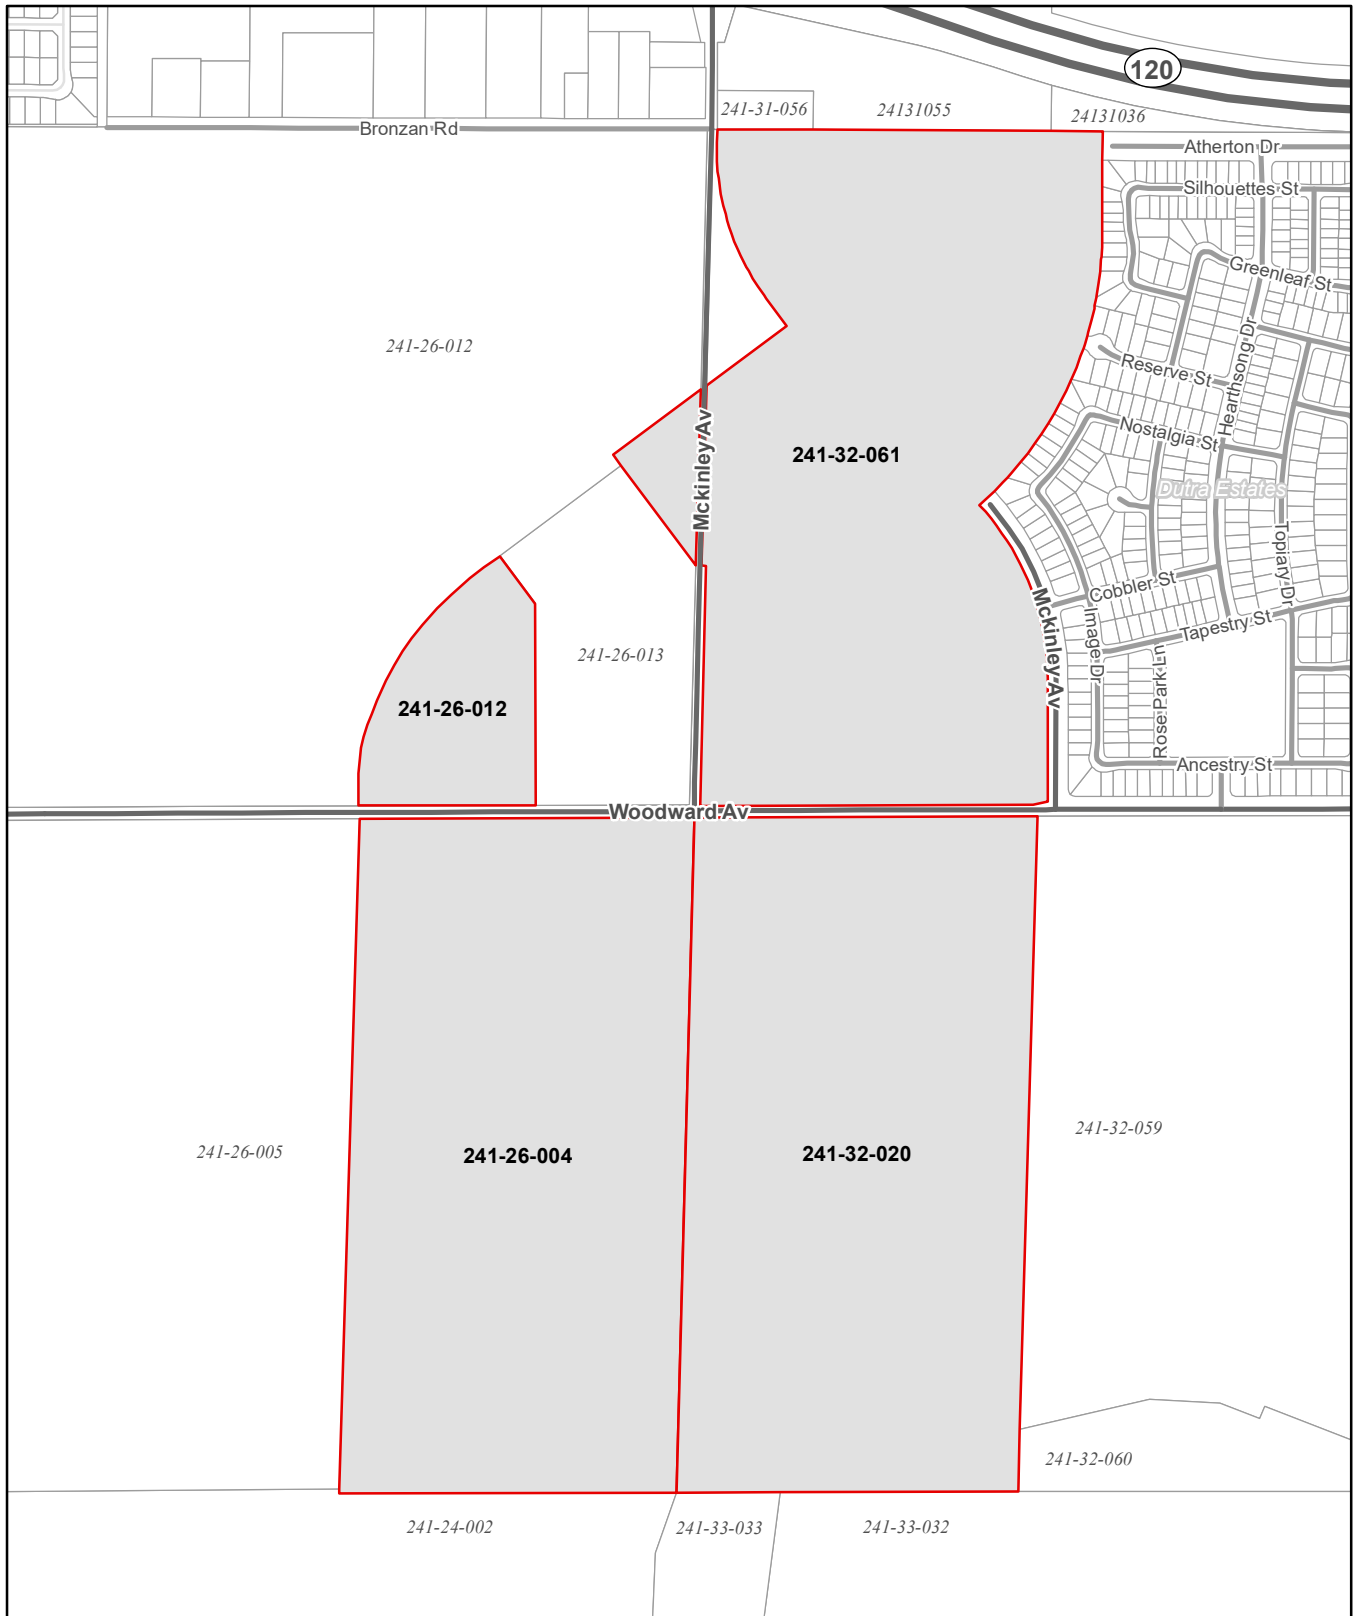 120
241-31-056
24131055
24131036
Bronzan Rd
Atherton Dr
Silhouettes St
Greenleaf St
Hearthsong Dr
241-26-012
Reserve St
Nostalgia St
Mckinley Av
241-32-061
Dutra Estates
Topiary Dr
Cobbler St
Mckinley Av
Image Dr
Tapestry St
241-26-013
Rose Park Ln
241-26-012
Ancestry St
Woodward Av
241-32-059
241-26-005
241-26-004
241-32-020
241-32-060
241-24-002
241-33-033
241-33-032